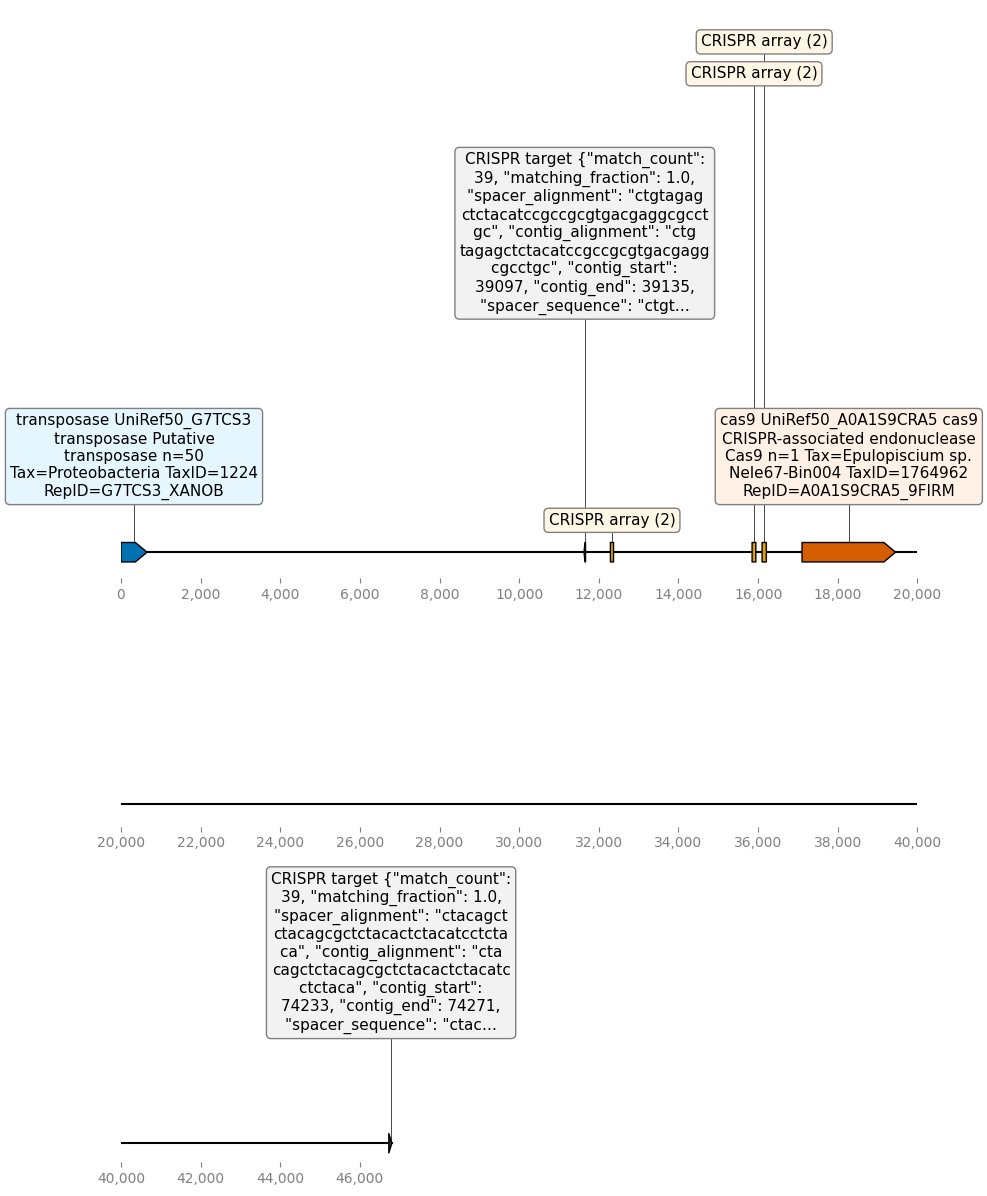 CRISPR array (2)
CRISPR array (2)
CRISPR target {"match_count":
39, "matching_fraction": 1.0,
"spacer_alignment": "ctgtagag
ctctacatccgccgcgtgacgaggcgcct
gc", "contig_alignment": "ctg
tagagctctacatccgccgcgtgacgagg
cgcctgc", "contig_start":
39097, "contig_end": 39135,
"spacer_sequence": "ctgt...
transposase UniRef50_G7TCS3
transposase Putative
transposase n=50
Tax=Proteobacteria TaxID=1224
RepID=G7TCS3_XANOB
cas9 UniRef50_A0A1S9CRA5 cas9
CRISPR-associated endonuclease
Cas9 n=1 Tax=Epulopiscium sp.
Nele67-Bin004 TaxID=1764962
RepID=A0A1S9CRA5_9FIRM
CRISPR array (2)
0 2,000 4,000 6,000 8,000 10,000 12,000 14,000 16,000 18,000 20,000
20,000 22,000 24,000 26,000 28,000 30,000 32,000 34,000 36,000 38,000 40,000
CRISPR target {"match_count":
39, "matching_fraction": 1.0,
"spacer_alignment": "ctacagct
ctacagcgctctacactctacatcctcta
ca", "contig_alignment": "cta
cagctctacagcgctctacactctacatc
ctctaca", "contig_start":
74233, "contig_end": 74271,
"spacer_sequence": "ctac...
40,000 42,000 44,000 46,000